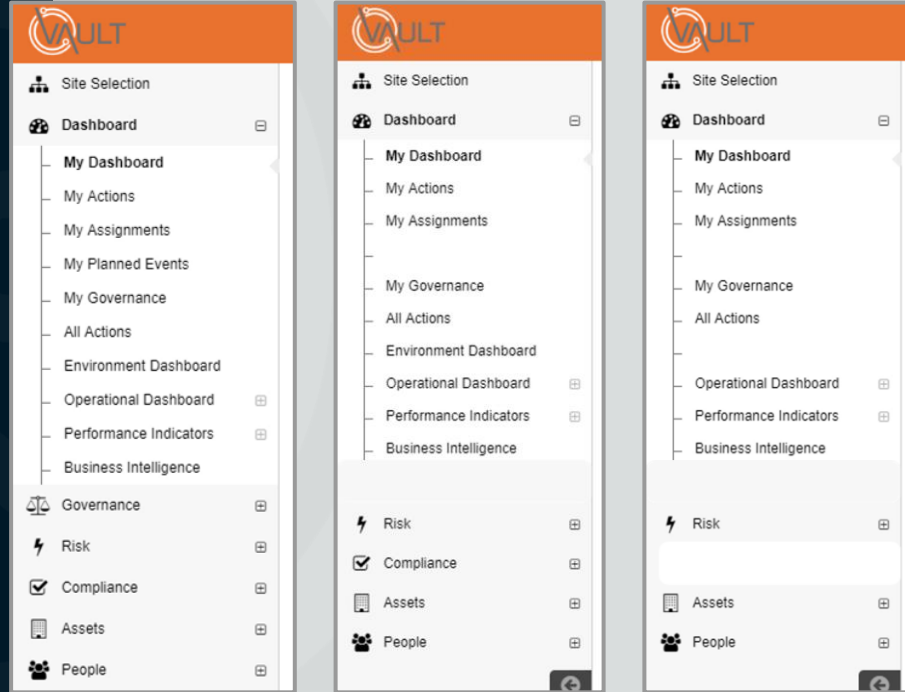 VAULT
Site Selection
Dashboard
My Dashboard
My Actions
My Assignments
My Planned Events
My Governance
All Actions
Environment Dashboard
Operational Dashboard
Performance Indicators
Business Intelligence
Governance
Risk
Compliance
Assets
People
VAULT
Site Selection
Dashboard
My Dashboard
My Actions
My Assignments
My Governance
All Actions
Environment Dashboard
Operational Dashboard
Performance Indicators
Business Intelligence
Risk
Compliance
Assets
People
VAULT
Site Selection
Dashboard
My Dashboard
My Actions
My Assignments
My Governance
All Actions
Operational Dashboard
Performance Indicators
Business Intelligence
Risk
Assets
People